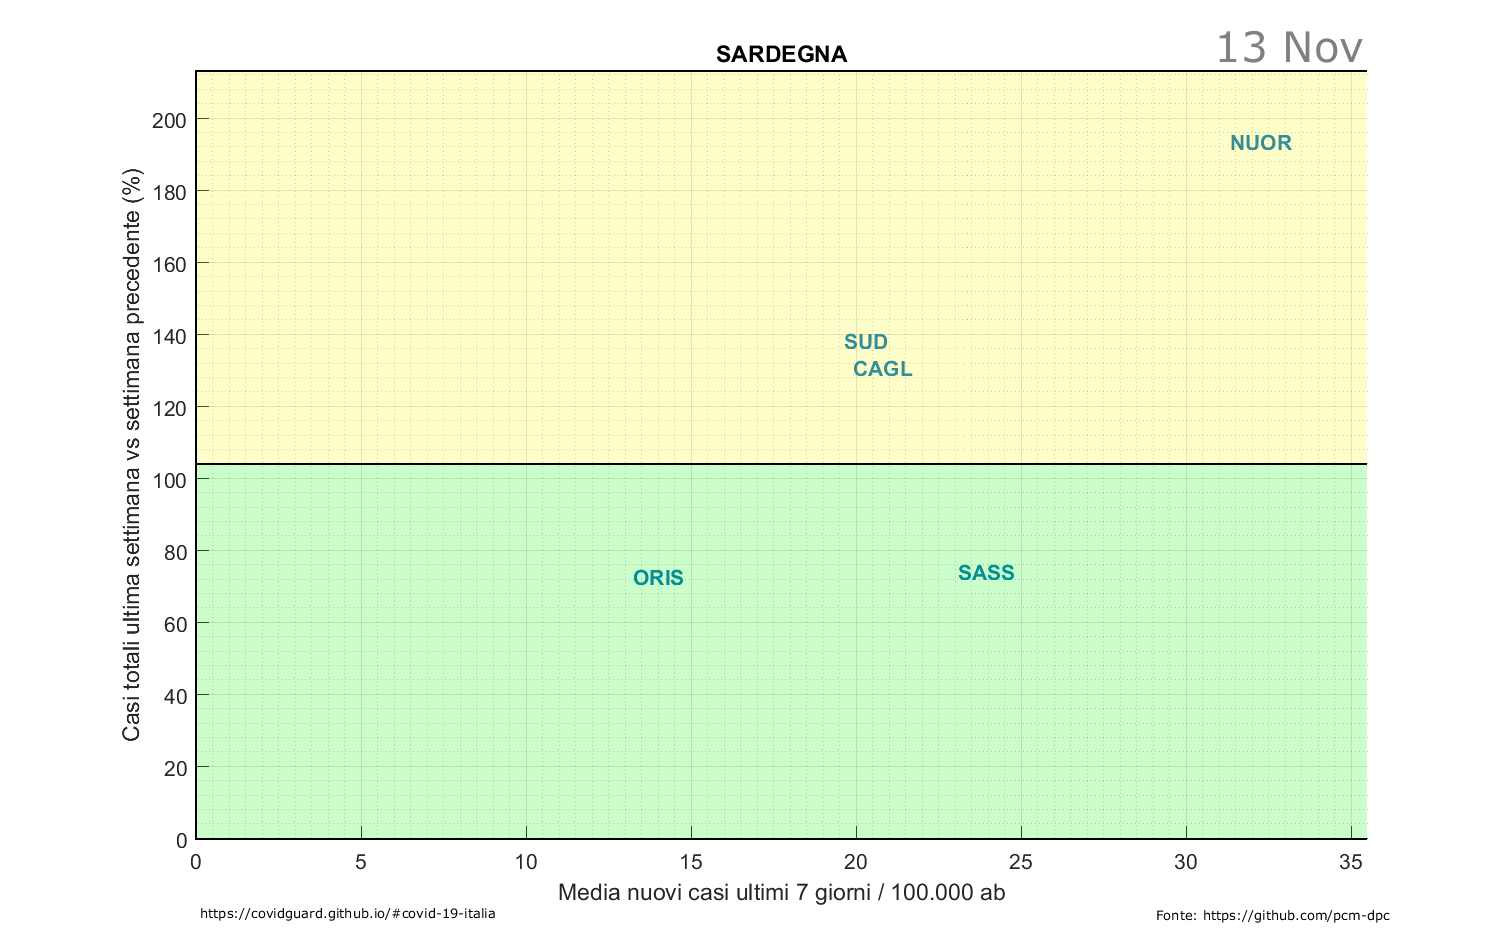 SARDEGNA
13 Nov
Casi totali ultima settimana vs settimana precedente (%)
200
180
160
140
120
100
80
60
40
20
0
NUOR
SUD
CAGL
ORIS
SASS
0 5 10 15 20 25 30 35
Media nuovi casi ultimi 7 giorni / 100.000 ab
https://covidguard.github.io/#covid-19-italia
Fonte: https://github.com/pcm-dpc